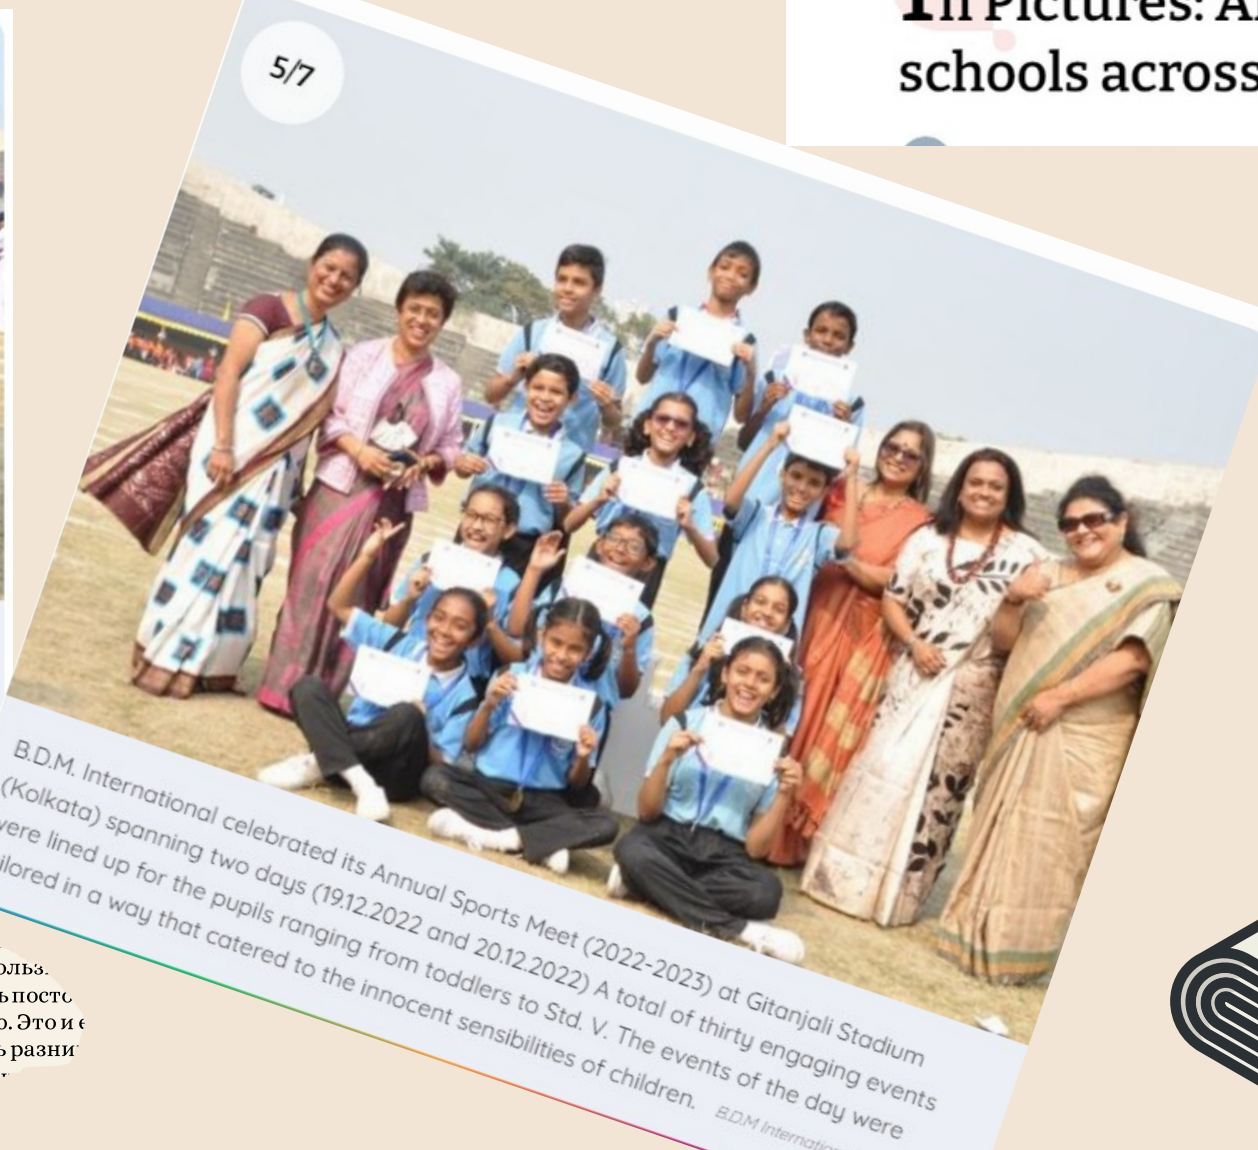 5/7
In Pictures:
schools across
B.D.M. International celebrated its Annual Sports Meet (2022-2023) at Gitanjali Stadium
(Kolkata) spanning two days (19.12.2022 and 20.12.2022) A total of thirty engaging events
were lined up for the pupils ranging from toddlers to Std. V. The events of the day were
ilored in a way that catered to the innocent sensibilities of children.
B.D.M Internatio
ольз.
ь посто
о. Это и е
ь разни